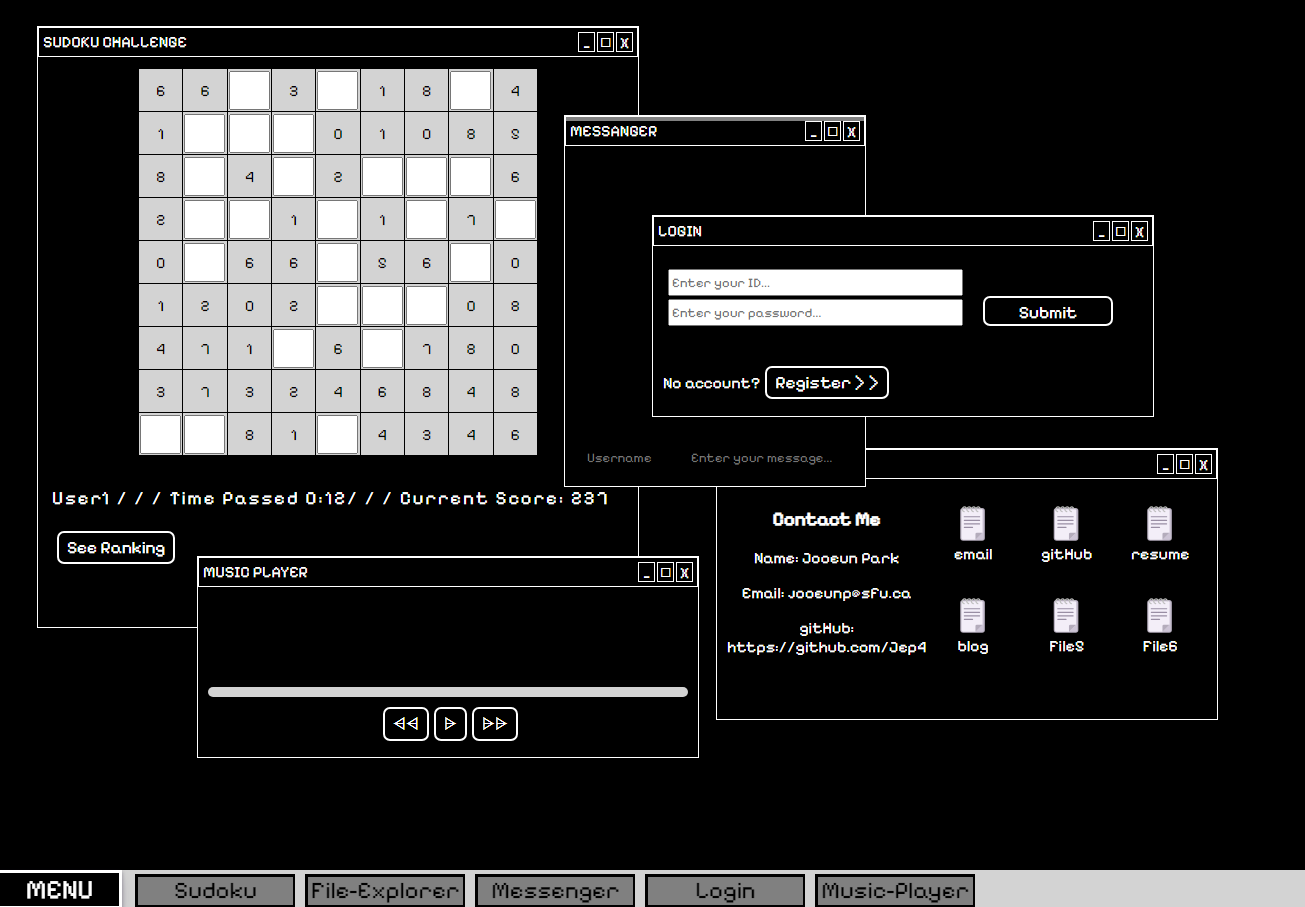 SUDOKU CHALLENGE
_ □ X
6 6 3 1 8 4
1 0 1 0 8 5
8 4 2 6
2 1 1 7
0 6 6 5 6 0
1 2 0 2 0 8
4 7 1 6 7 8 0
3 7 3 2 4 6 8 4 8
8 1 4 3 4 6
User1 / / / Time Passed 0:12/ / / Current Score: 237
See Ranking
MESSANGER
_ □ X
Username Enter your message...
LOGIN
_ □ X
Enter your ID...
Enter your password...
Submit
No account? Register >>
_ □ X
Contact Me
Name: Jooeun Park
Email: jooeunp@sfu.ca
gitHub:
https://github.com/Jep4
email gitHub resume
blog File5 File6
MUSIC PLAYER
_ □ X
MENU Sudoku File-Explorer Messenger Login Music-Player